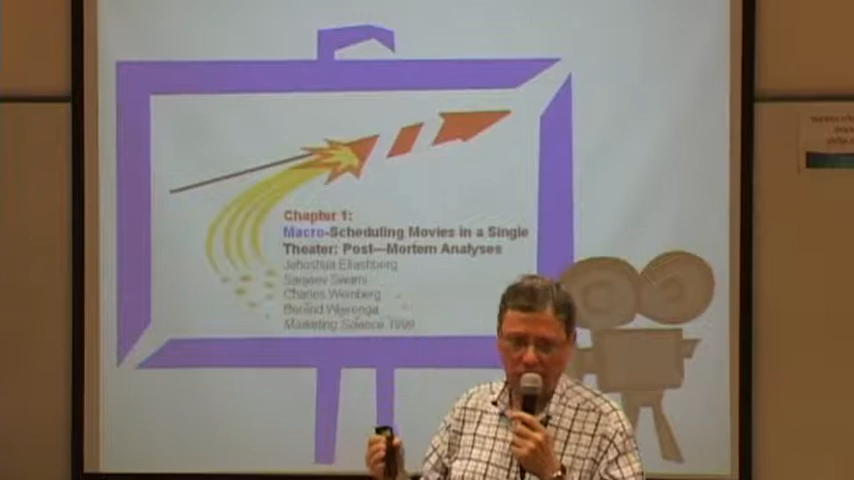 Chapter 1:
Macro-Scheduling Movies in a Single
Theater: Post—Mortem Analyses
Jehoshua Eliashberg
Sanjeev Swami
Charles Weinberg
Berend Wierenga
Marketing Science 1999